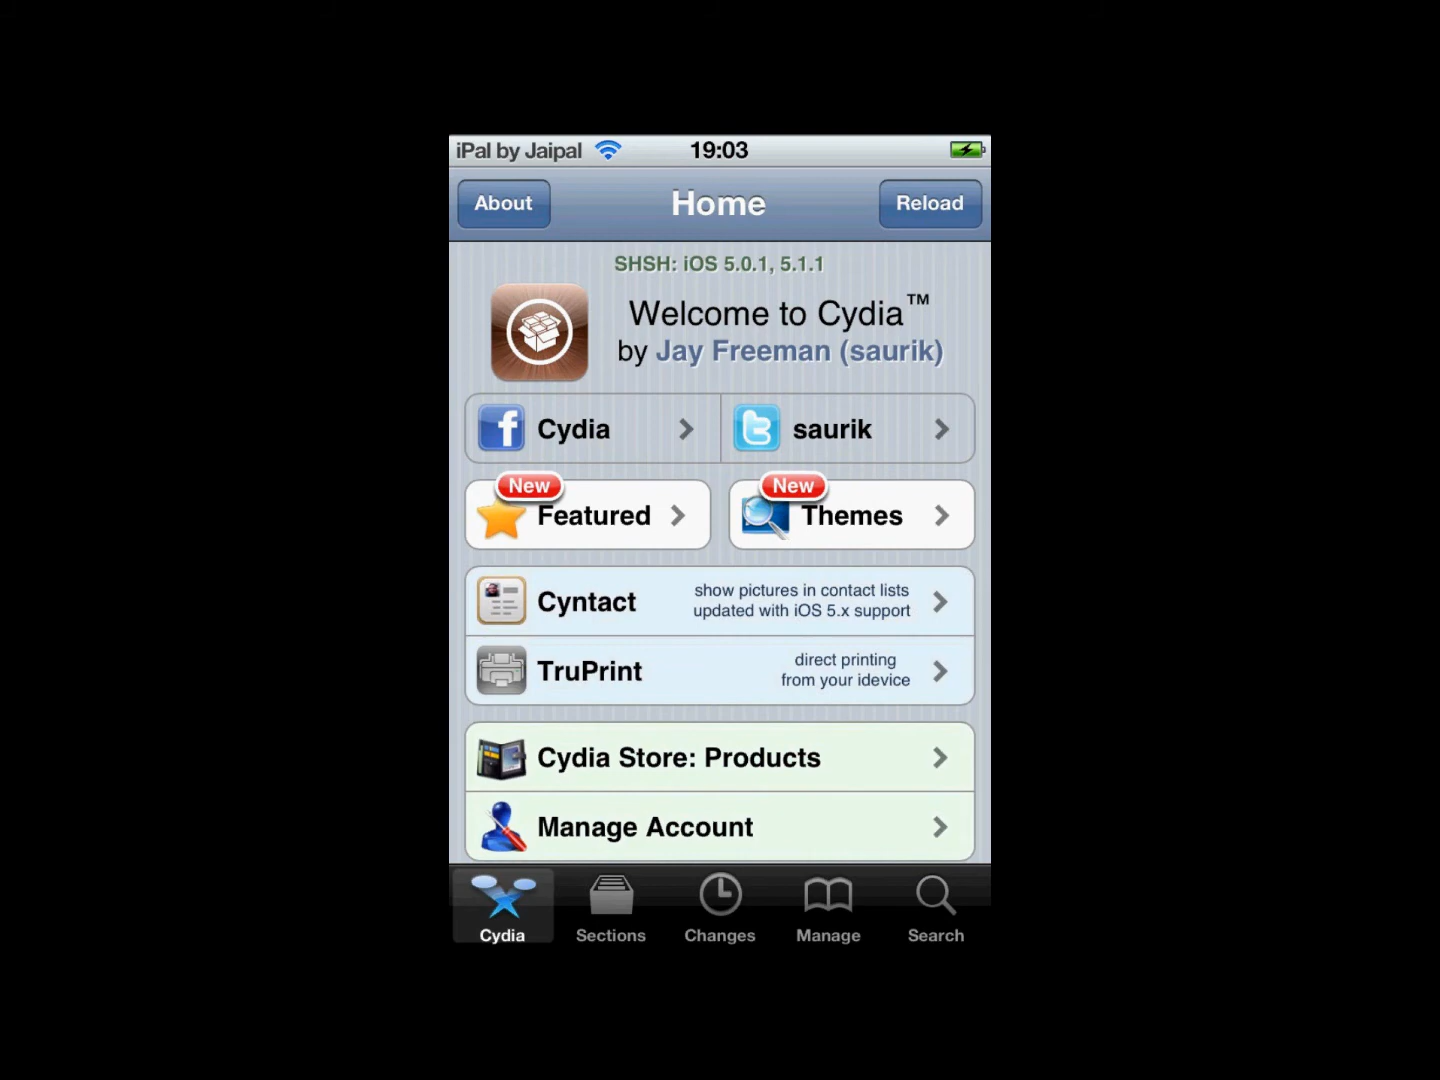 iPal by Jaipal 19:03
About Home Reload
SHSH: iOS 5.0.1, 5.1.1
Welcome to Cydia™
by Jay Freeman (saurik)
Cydia saurik
New New
Featured Themes
Cyntact show pictures in contact lists
updated with iOS 5.x support
TruPrint direct printing
from your idevice
Cydia Store: Products
Manage Account
Cydia Sections Changes Manage Search